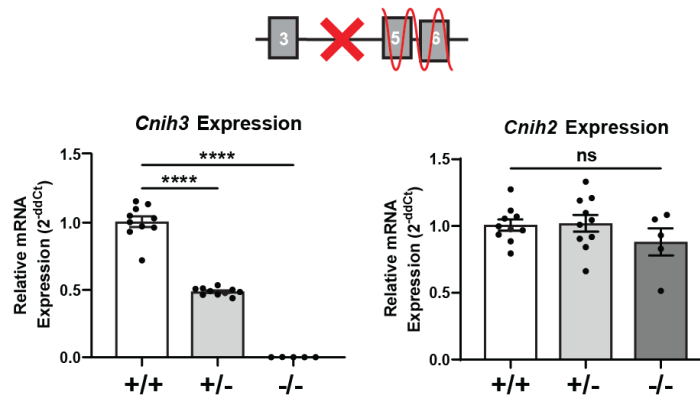 3 5 6
Cnih3 Expression
Relative mRNA
Expression (2^-ddCt)
1.5
1.0
0.5
0.0
****
****
+/+ +/- -/-
Cnih2 Expression
Relative mRNA
Expression (2^-ddCt)
1.5
1.0
0.5
0.0
ns
+/+ +/- -/-